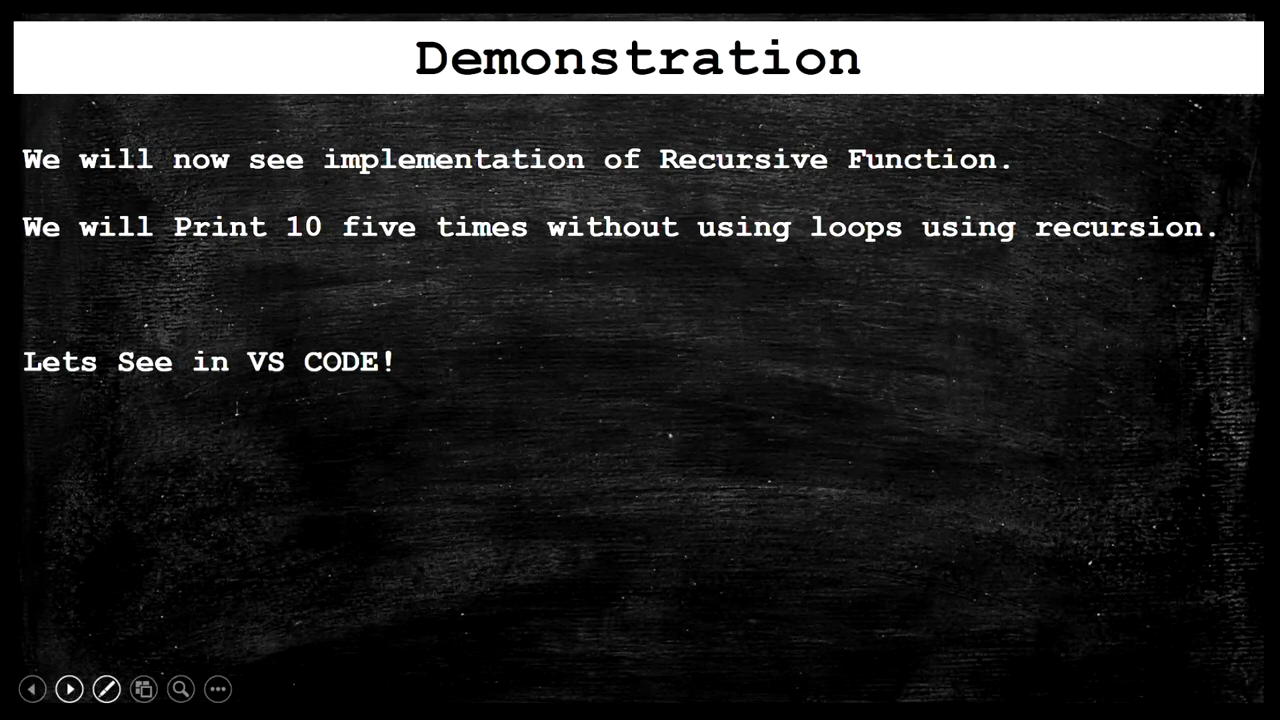 Demonstration
We will now see implementation of Recursive Function.
We will Print 10 five times without using loops using recursion.
Lets See in VS CODE!